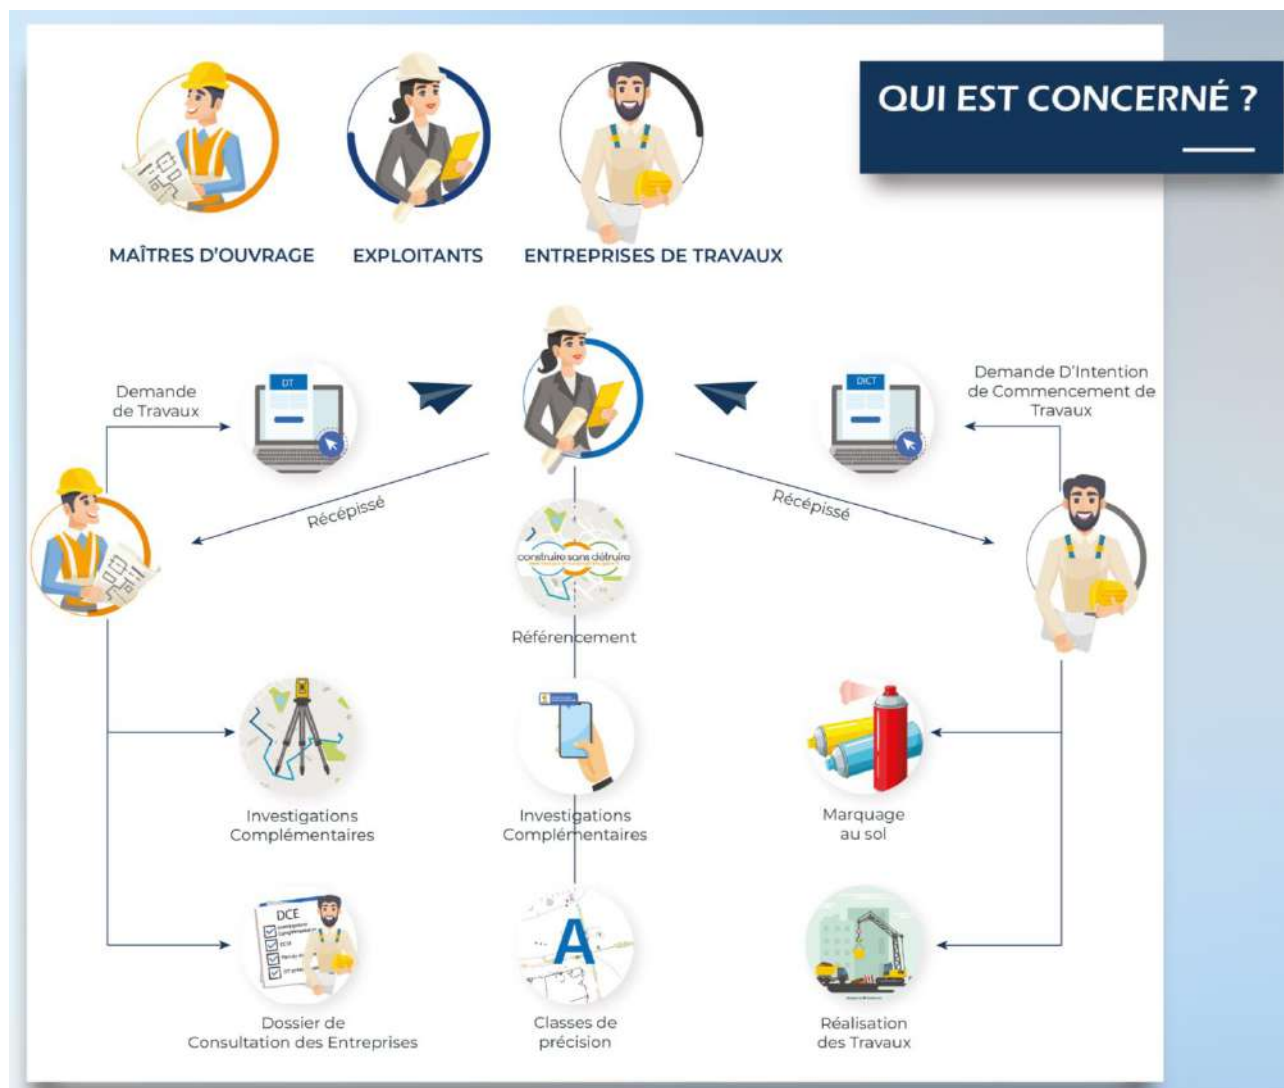 QUI EST CONCERNÉ ?
MAÎTRES D'OUVRAGE
EXPLOITANTS
ENTREPRISES DE TRAVAUX
Demande
de Travaux
DT
DICT
Demande D'Intention
de Commencement de
Travaux
Récépissé
Récépissé
construire sans détruire
Référencement
Investigations
Complémentaires
Investigations
Complémentaires
Marquage
au sol
DCE
Dossier de
Consultation des Entreprises
A
Classes de
précision
Réalisation
des Travaux